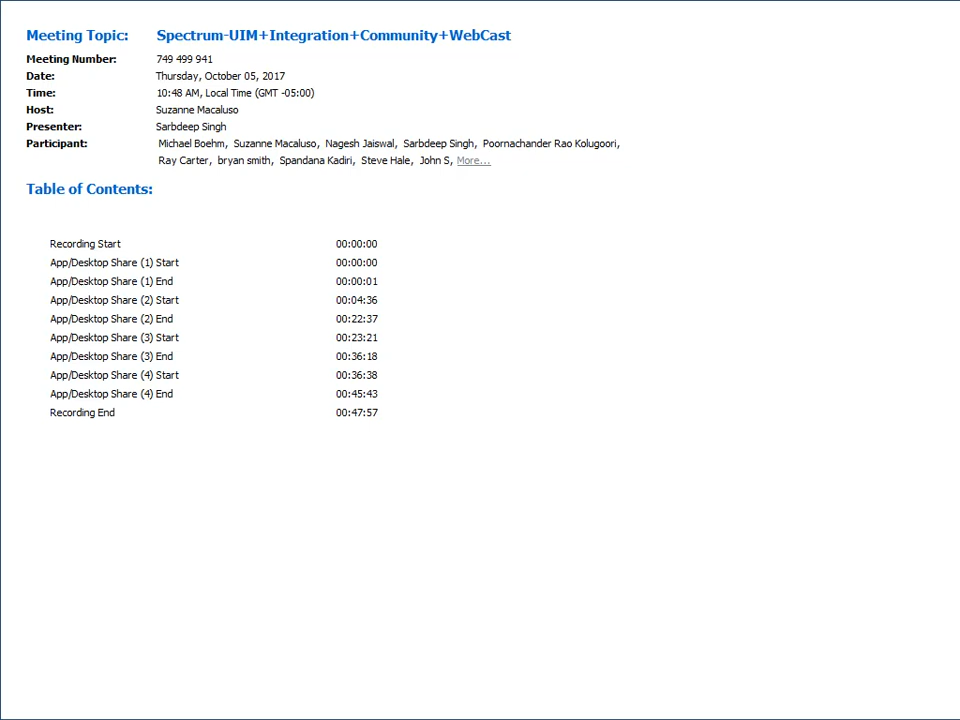 Meeting Topic: Spectrum-UIM+Integration+Community+WebCast
Meeting Number: 749 499 941
Date: Thursday, October 05, 2017
Time: 10:48 AM, Local Time (GMT -05:00)
Host: Suzanne Macaluso
Presenter: Sarbdeep Singh
Participant: Michael Boehm, Suzanne Macaluso, Nagesh Jaiswal, Sarbdeep Singh, Poornachander Rao Kolugoori,
Ray Carter, bryan smith, Spandana Kadiri, Steve Hale, John S, More...
Table of Contents:
Recording Start 00:00:00
App/Desktop Share (1) Start 00:00:00
App/Desktop Share (1) End 00:00:01
App/Desktop Share (2) Start 00:04:36
App/Desktop Share (2) End 00:22:37
App/Desktop Share (3) Start 00:23:21
App/Desktop Share (3) End 00:36:18
App/Desktop Share (4) Start 00:36:38
App/Desktop Share (4) End 00:45:43
Recording End 00:47:57